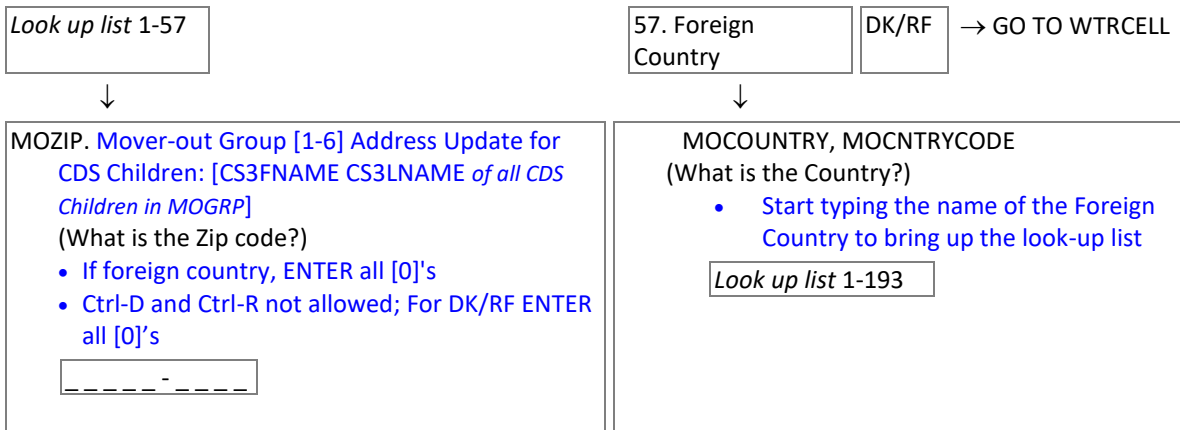 Look up list 1-57
57. Foreign
Country
DK/RF
→ GO TO WTRCELL
↓
↓
MOZIP. Mover-out Group [1-6] Address Update for
CDS Children: [CS3FNAME CS3LNAME of all CDS
Children in MOGRP]
(What is the Zip code?)
• If foreign country, ENTER all [0]'s
• Ctrl-D and Ctrl-R not allowed; For DK/RF ENTER
all [0]’s
_ _ _ _ _ - _ _ _ _
MOCOUNTRY, MOCNTRYCODE
(What is the Country?)
• Start typing the name of the Foreign
Country to bring up the look-up list
Look up list 1-193